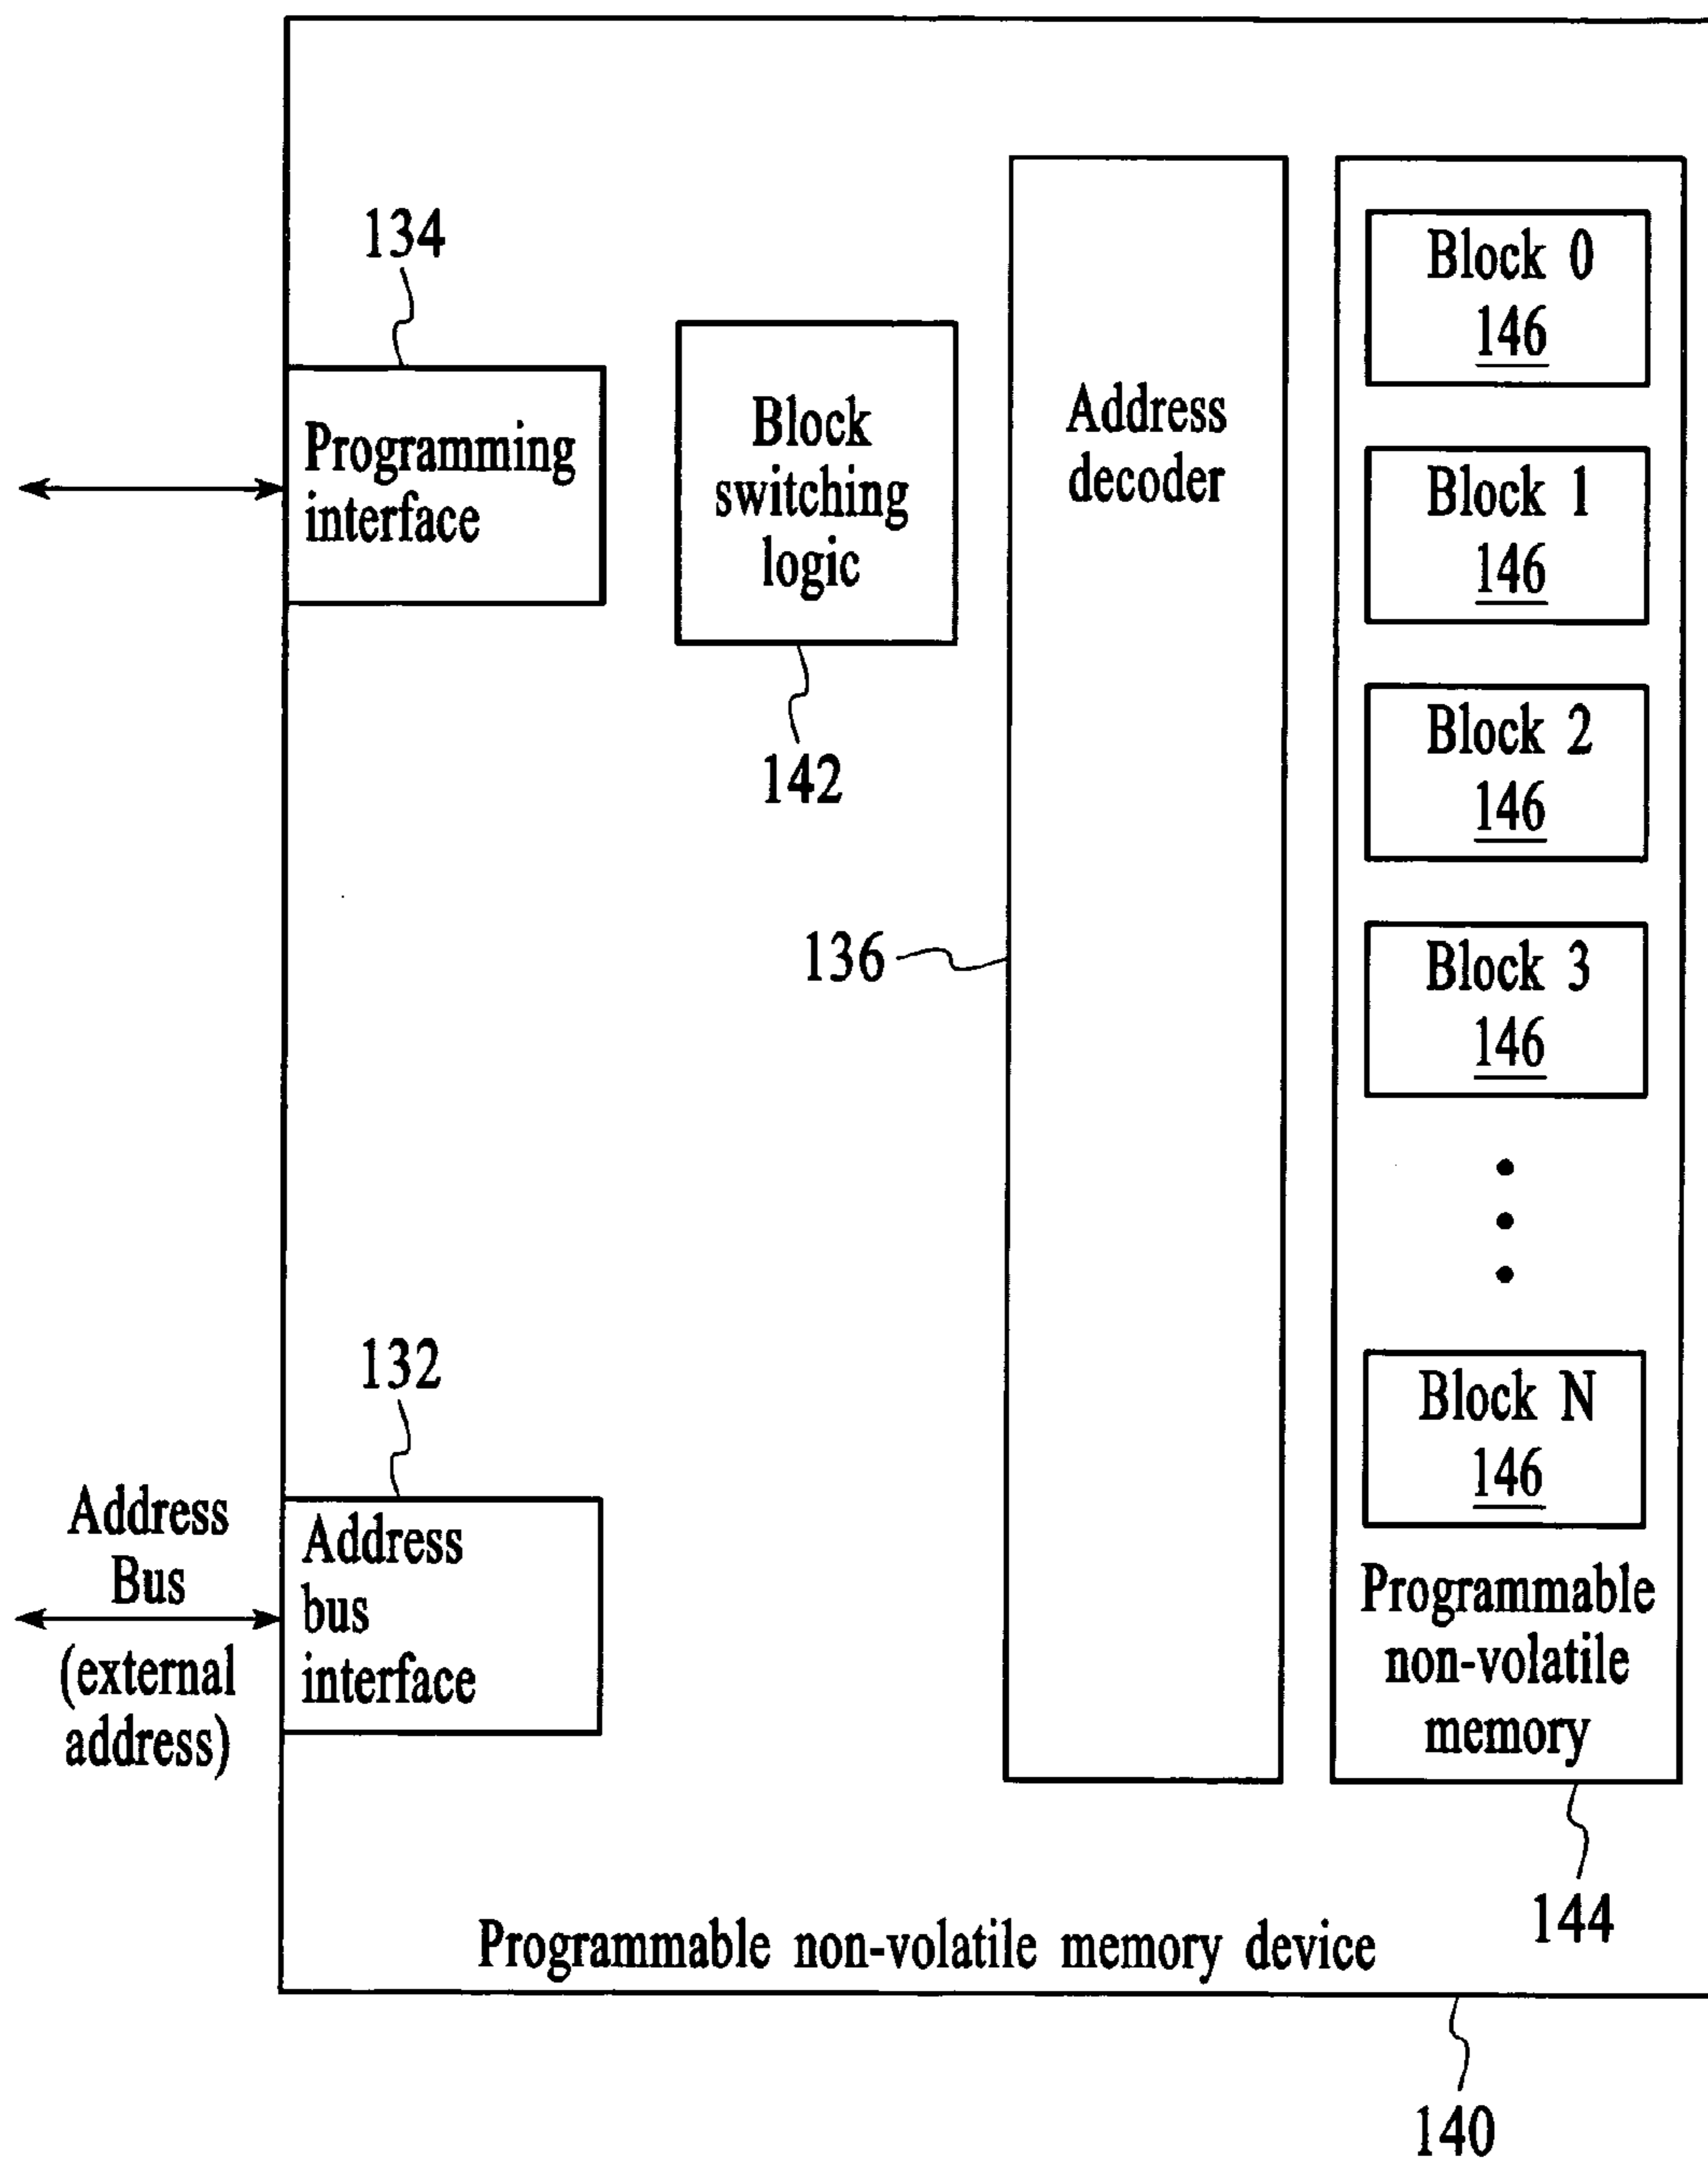 134
Programming
interface
Block
switching
logic
142
Address
decoder
136
Block 0
146
Block 1
146
Block 2
146
Block 3
146
Block N
146
Programmable
non-volatile
memory
144
132
Address
Bus
(external
address)
Address
bus
interface
Programmable non-volatile memory device
140